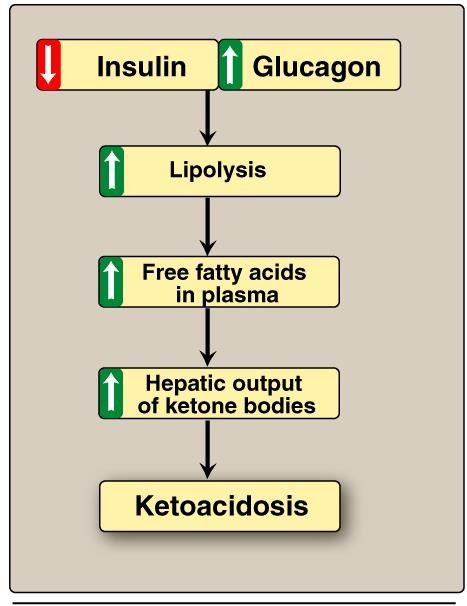 Insulin Glucagon
Lipolysis
Free fatty acids
in plasma
Hepatic output
of ketone bodies
Ketoacidosis